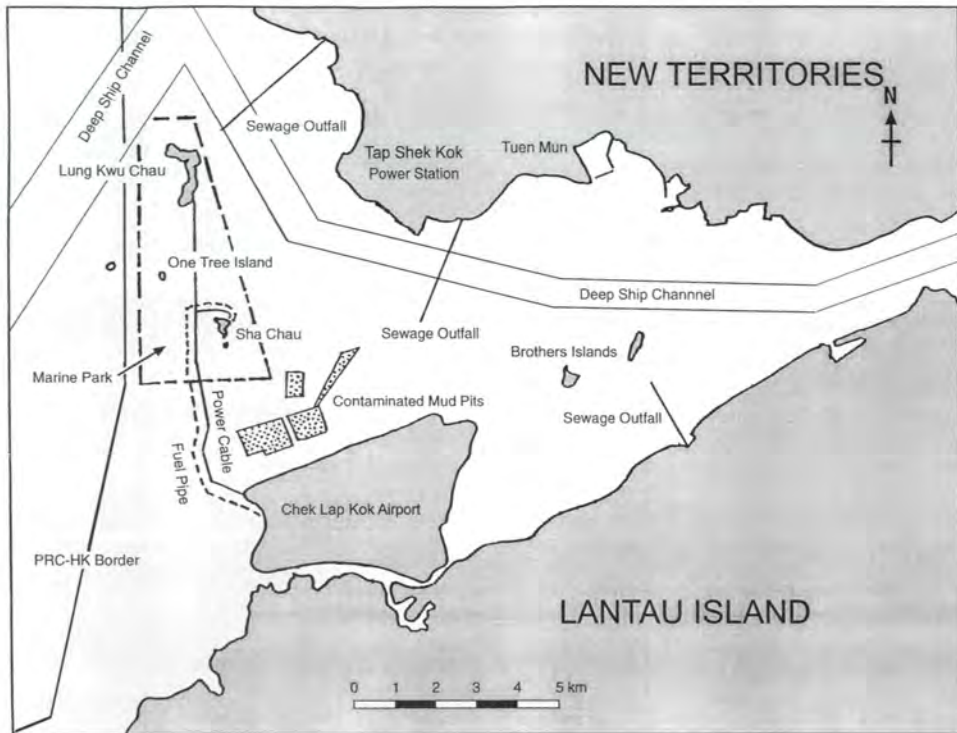 NEW TERRITORIES
N
Deep Ship Channel
Sewage Outfall
Tap Shek Kok
Power Station
Tuen Mun
Lung Kwu Chau
One Tree Island
Deep Ship Channnel
Sha Chau
Sewage Outfall
Brothers Islands
Marine Park
Contaminated Mud Pits
Sewage Outfall
Power Cable
Fuel Pipe
Chek Lap Kok Airport
PRC-HK Border
LANTAU ISLAND
0 1 2 3 4 5 km